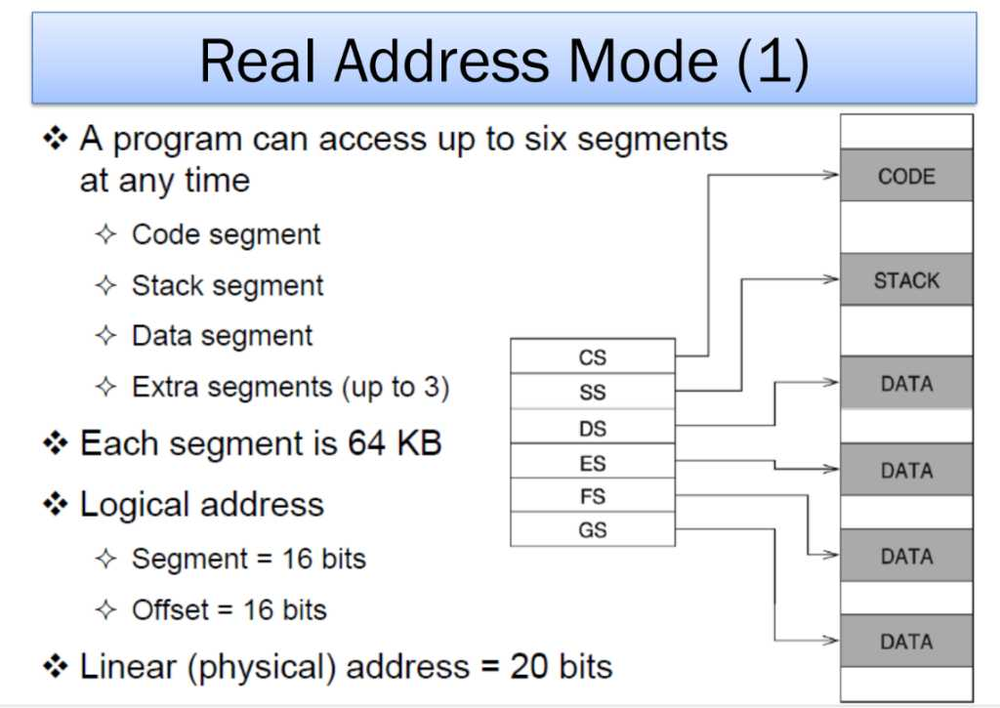 Real Address Mode (1)
❖ A program can access up to six segments
at any time
✧ Code segment
✧ Stack segment
✧ Data segment
✧ Extra segments (up to 3)
❖ Each segment is 64 KB
❖ Logical address
✧ Segment = 16 bits
✧ Offset = 16 bits
❖ Linear (physical) address = 20 bits
CS
SS
DS
ES
FS
GS
CODE
STACK
DATA
DATA
DATA
DATA